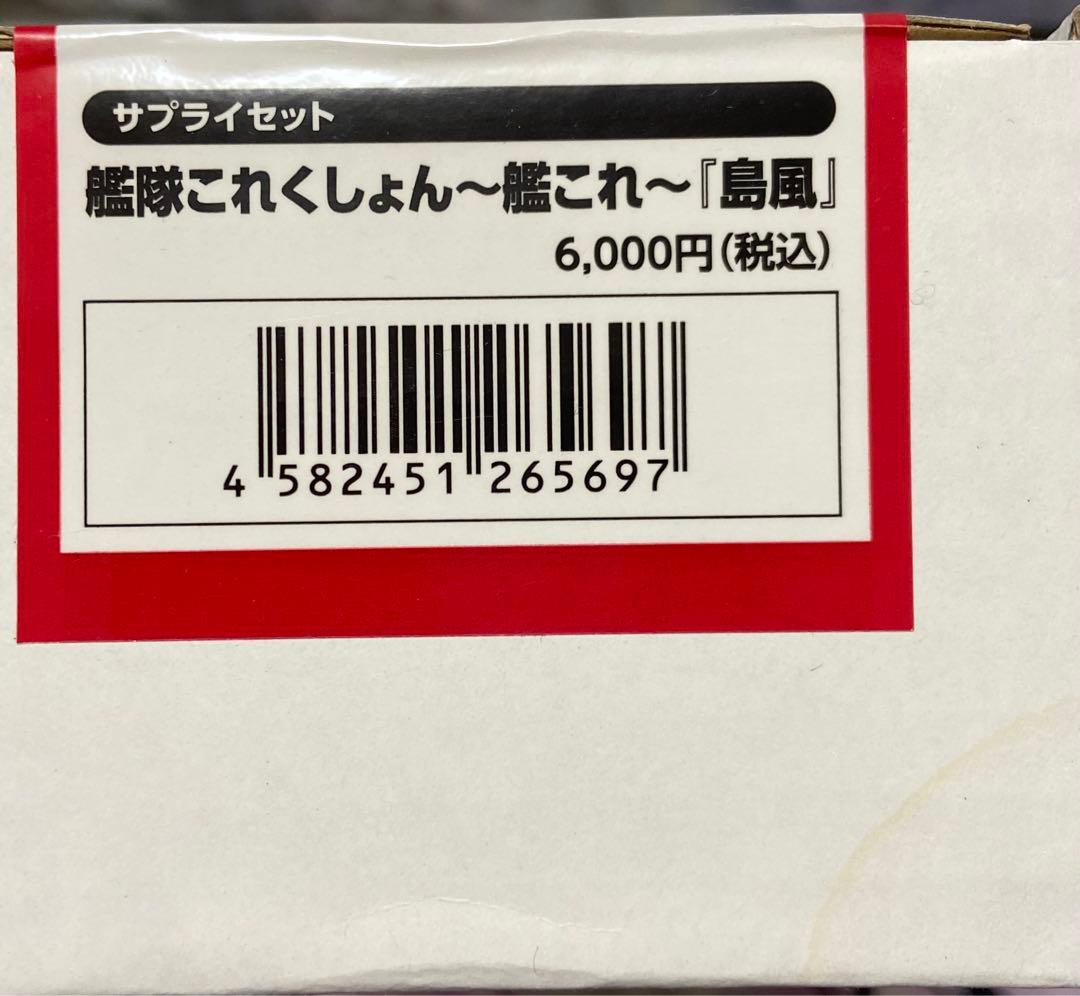 サプライセット
艦隊これくしょん～艦これ～『島風』
6,000円（税込）
4 582451 265697